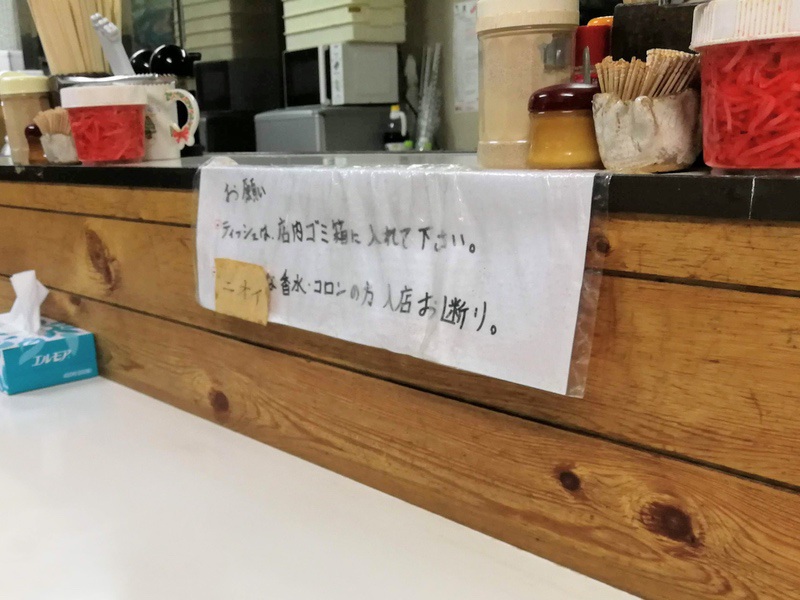 お願い
ティッシュは、店内ゴミ箱に入れて下さい。
ニオイ な香水・コロンの方 入店お断り。
エルモア